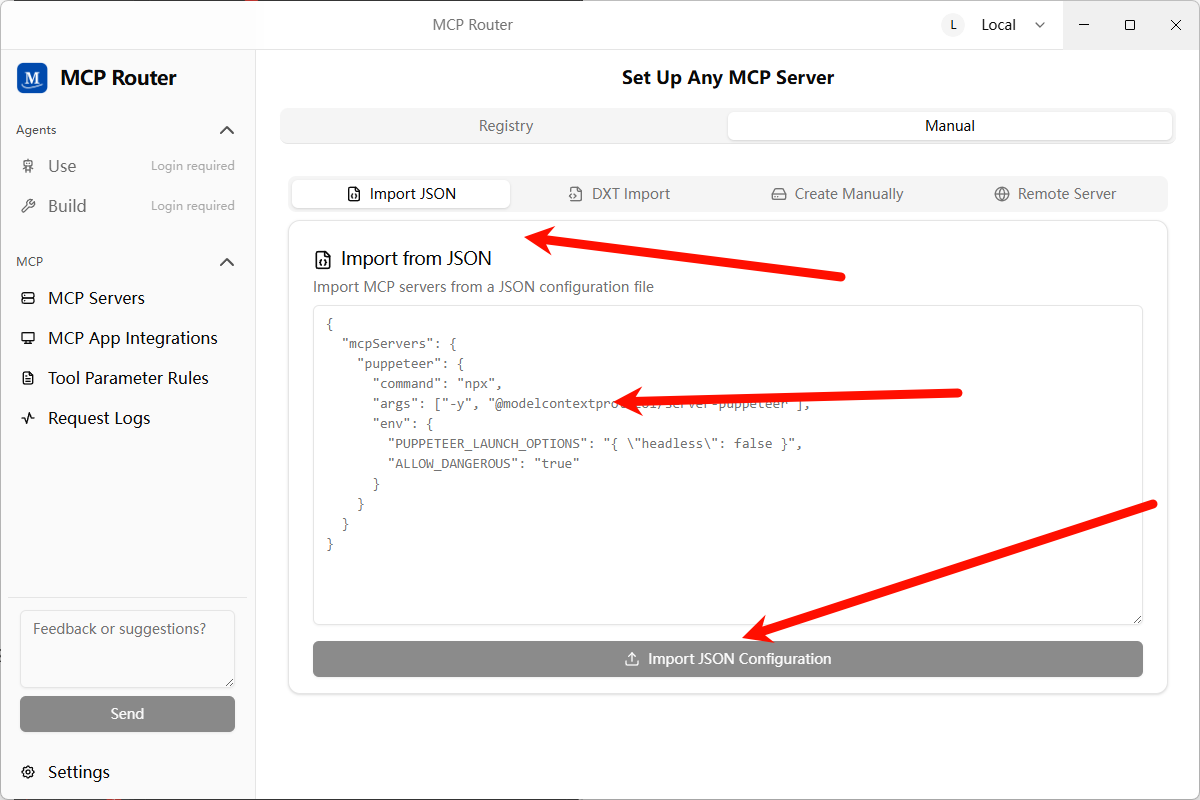 MCP Router
L Local
M MCP Router
Agents
Use Login required
Build Login required
MCP
MCP Servers
MCP App Integrations
Tool Parameter Rules
Request Logs
Feedback or suggestions?
Send
Settings
Set Up Any MCP Server
Registry Manual
Import JSON DXT Import Create Manually Remote Server
Import from JSON
Import MCP servers from a JSON configuration file
{
"mcpServers": {
"puppeteer": {
"command": "npx",
"args": ["-y", "@modelcontextprotocol/server-puppeteer"],
"env": {
"PUPPETEER_LAUNCH_OPTIONS": "{ \"headless\": false }",
"ALLOW_DANGEROUS": "true"
}
}
}
}
Import JSON Configuration